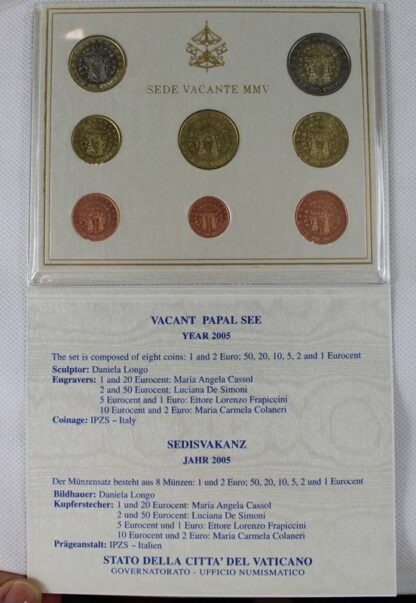 SEDE VACANTE MMV
VACANT PAPAL SEE
YEAR 2005
The set is composed of eight coins: 1 and 2 Euro; 50, 20, 10, 5, 2 and 1 Eurocent
Sculptor: Daniela Longo
Engravers: 1 and 20 Eurocent: Maria Angela Cassol
2 and 50 Eurocent: Luciana De Simoni
5 Eurocent and 1 Euro: Ettore Lorenzo Frapiccini
10 Eurocent and 2 Euro: Maria Carmela Colaneri
Coinage: IPZS – Italy
SEDISVAKANZ
JAHR 2005
Der Münzensatz besteht aus 8 Münzen: 1 und 2 Euro; 50, 20, 10, 5, 2 und 1 Eurocent
Bildhauer: Daniela Longo
Kupferstecher: 1 und 20 Eurocent: Maria Angela Cassol
2 und 50 Eurocent: Luciana De Simoni
5 Eurocent und 1 Euro: Ettore Lorenzo Frapiccini
10 Eurocent und 2 Euro: Maria Carmela Colaneri
Prägeanstalt: IPZS – Italien
STATO DELLA CITTA' DEL VATICANO
GOVERNATORATO - UFFICIO NUMISMATICO